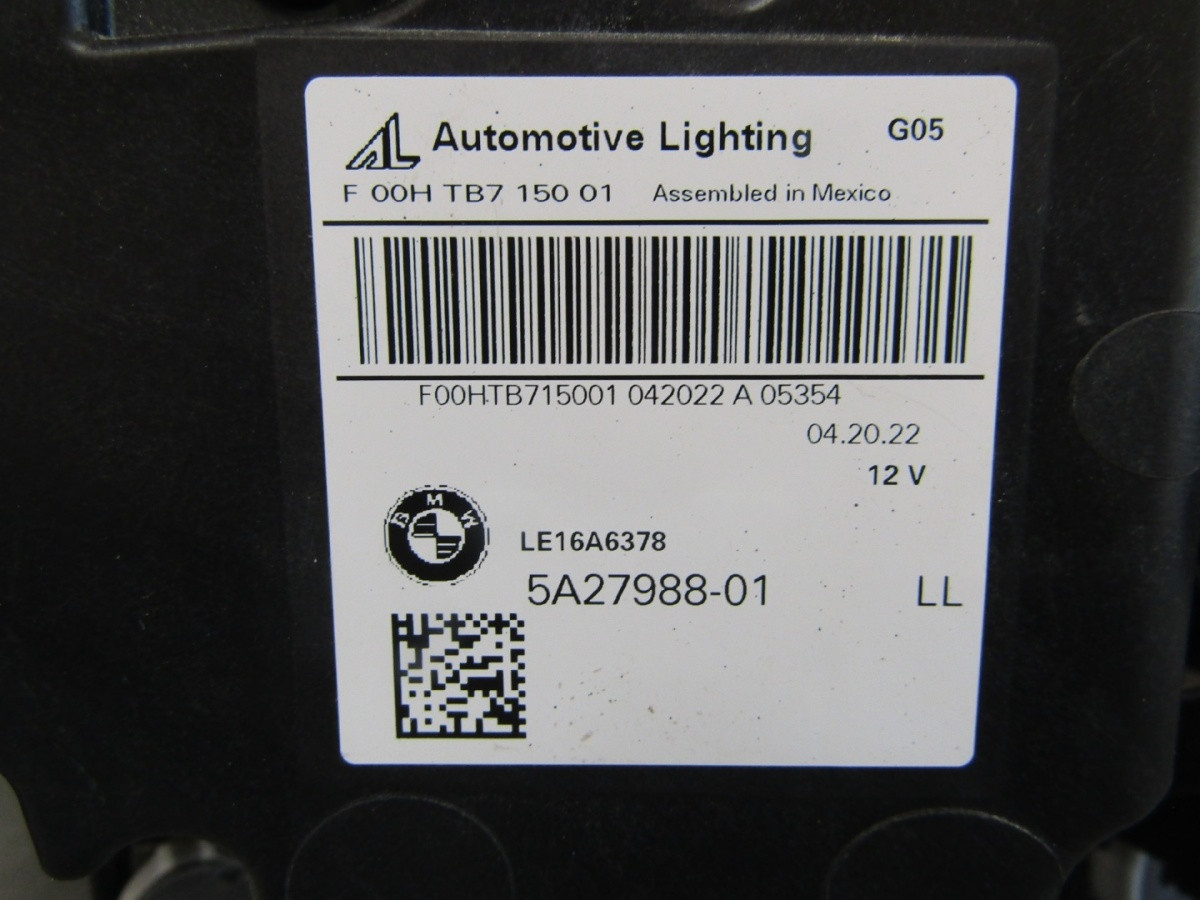 AL Automotive Lighting G05
F 00H TB7 150 01 Assembled in Mexico
F00HTB715001 042022 A 05354
04.20.22
12 V
BMW
LE16A6378
5A27988-01 LL